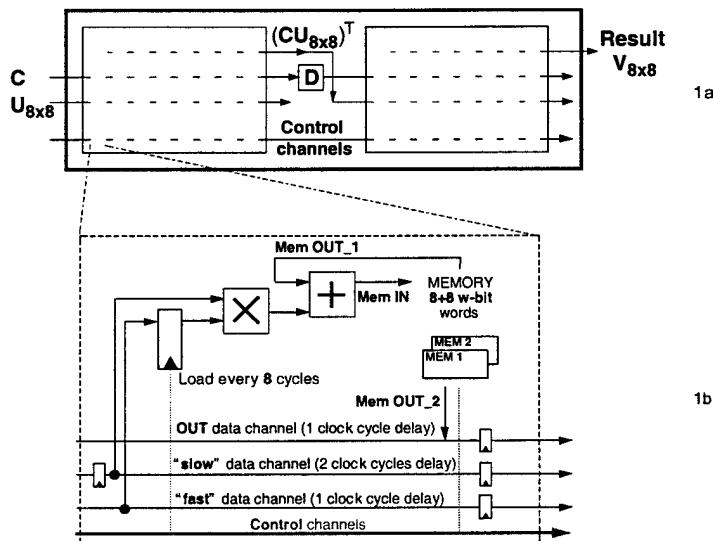 (CU8x8)T
Result
V8x8
C
D
U8x8
Control
channels
1a
Mem OUT_1
MEMORY
8+8 w-bit
words
Mem IN
×
+
MEM 2
MEM 1
Load every 8 cycles
Mem OUT_2
1b
OUT data channel (1 clock cycle delay)
"slow" data channel (2 clock cycles delay)
"fast" data channel (1 clock cycle delay)
Control channels